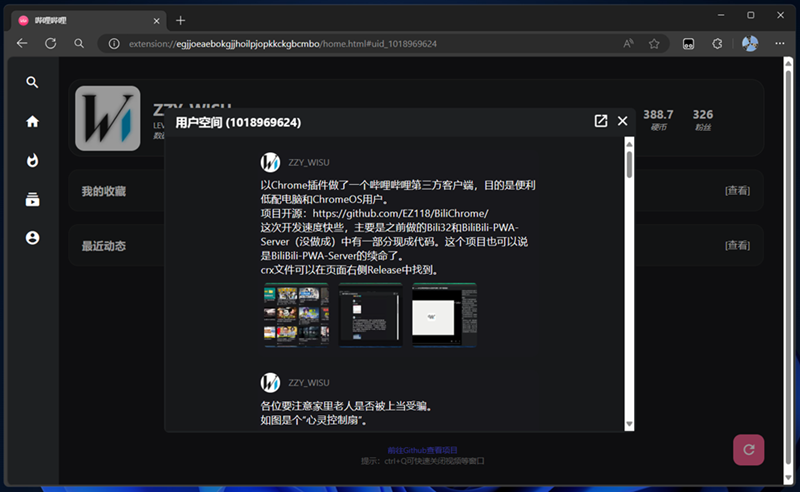 哔哩哔哩
extension://egjjoeaebokgjjhoilpjopkkckgbcmbo/home.html#uid_1018969624
ZZY_WISU
388.7
326
硬币
粉丝
我的收藏
[查看]
最近动态
[查看]
用户空间 (1018969624)
ZZY_WISU
以Chrome插件做了一个哔哩哔哩第三方客户端，目的是便利
低配电脑和ChromeOS用户。
项目开源：https://github.com/EZ118/BiliChrome/
这次开发速度快些，主要是之前做的Bili32和BiliBili-PWA-
Server（没做成）中有一部分现成代码。这个项目也可以说
是BiliBili-PWA-Server的续命了。
crx文件可以在页面右侧Release中找到。
ZZY_WISU
各位要注意家里老人是否被上当受骗。
如图是个"心灵控制扇"。
前往Github查看项目
提示：ctrl+Q可快速关闭视频等窗口